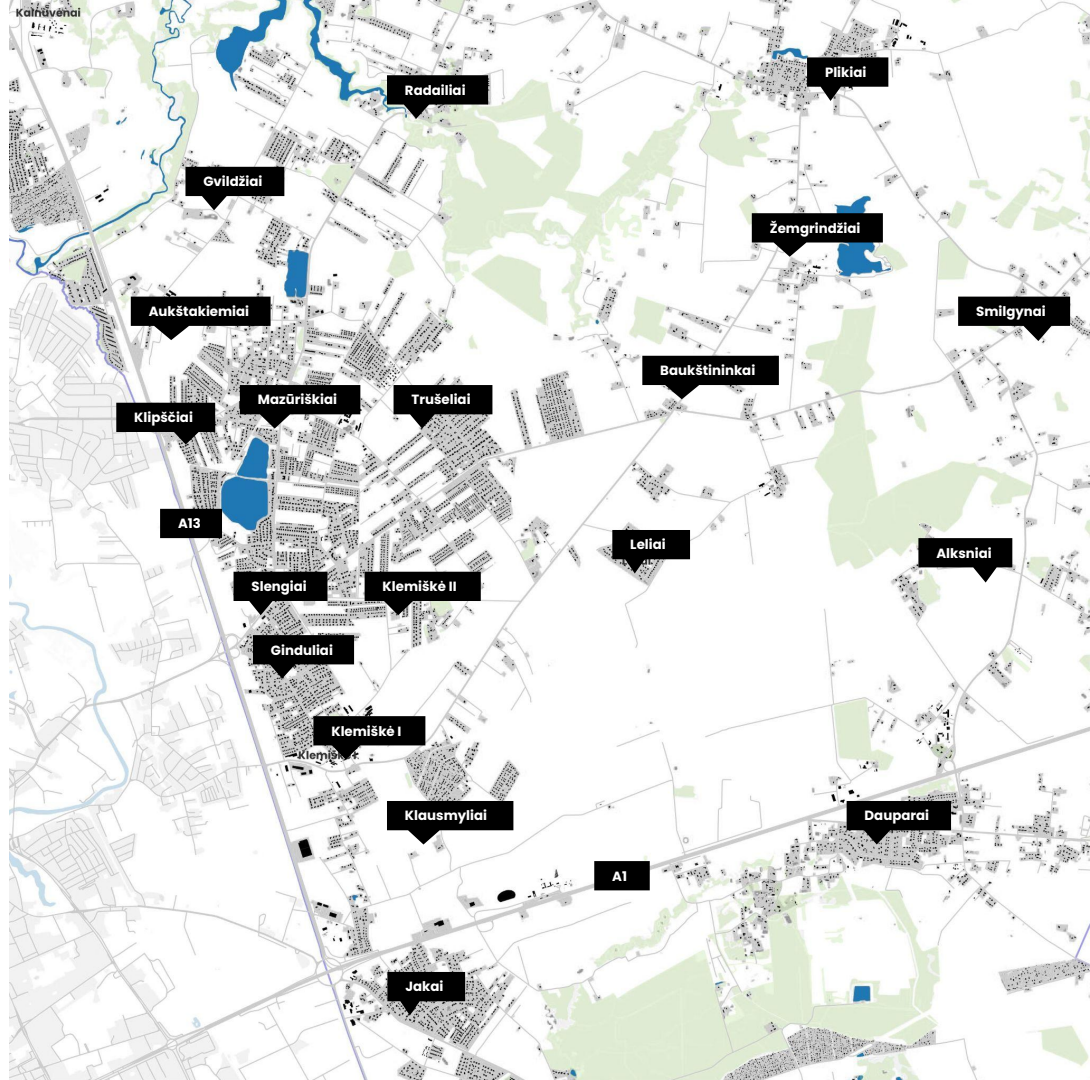 Kalnuvėnai
Plikiai
Radailiai
Gvildžiai
Žemgrindžiai
Aukštakiemiai
Smilgynai
Baukštininkai
Mazūriškiai
Trušeliai
Klipščiai
A13
Leliai
Alksniai
Slengiai
Klemiškė II
Ginduliai
Klemiškė I
Klausmyliai
Dauparai
A1
Jakai